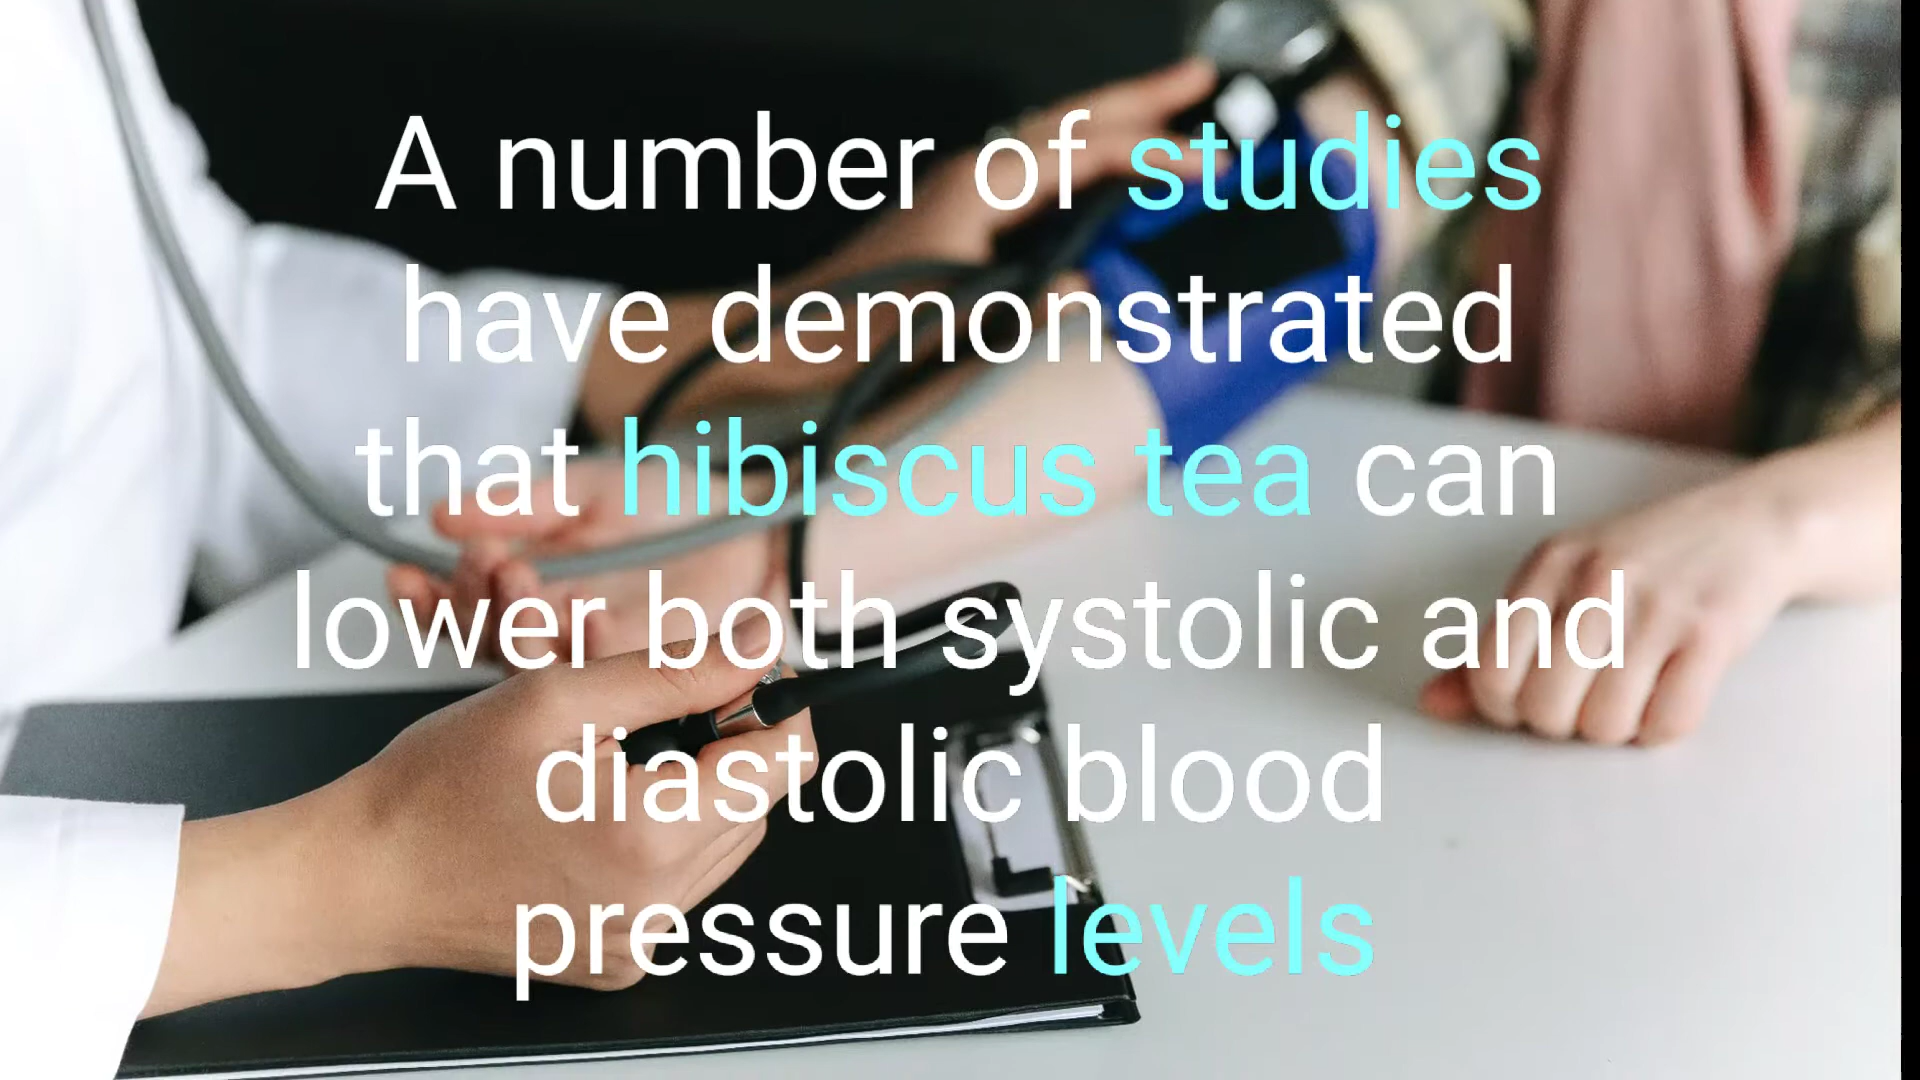 A number of studies
have demonstrated
that hibiscus tea can
lower both systolic and
diastolic blood
pressure levels